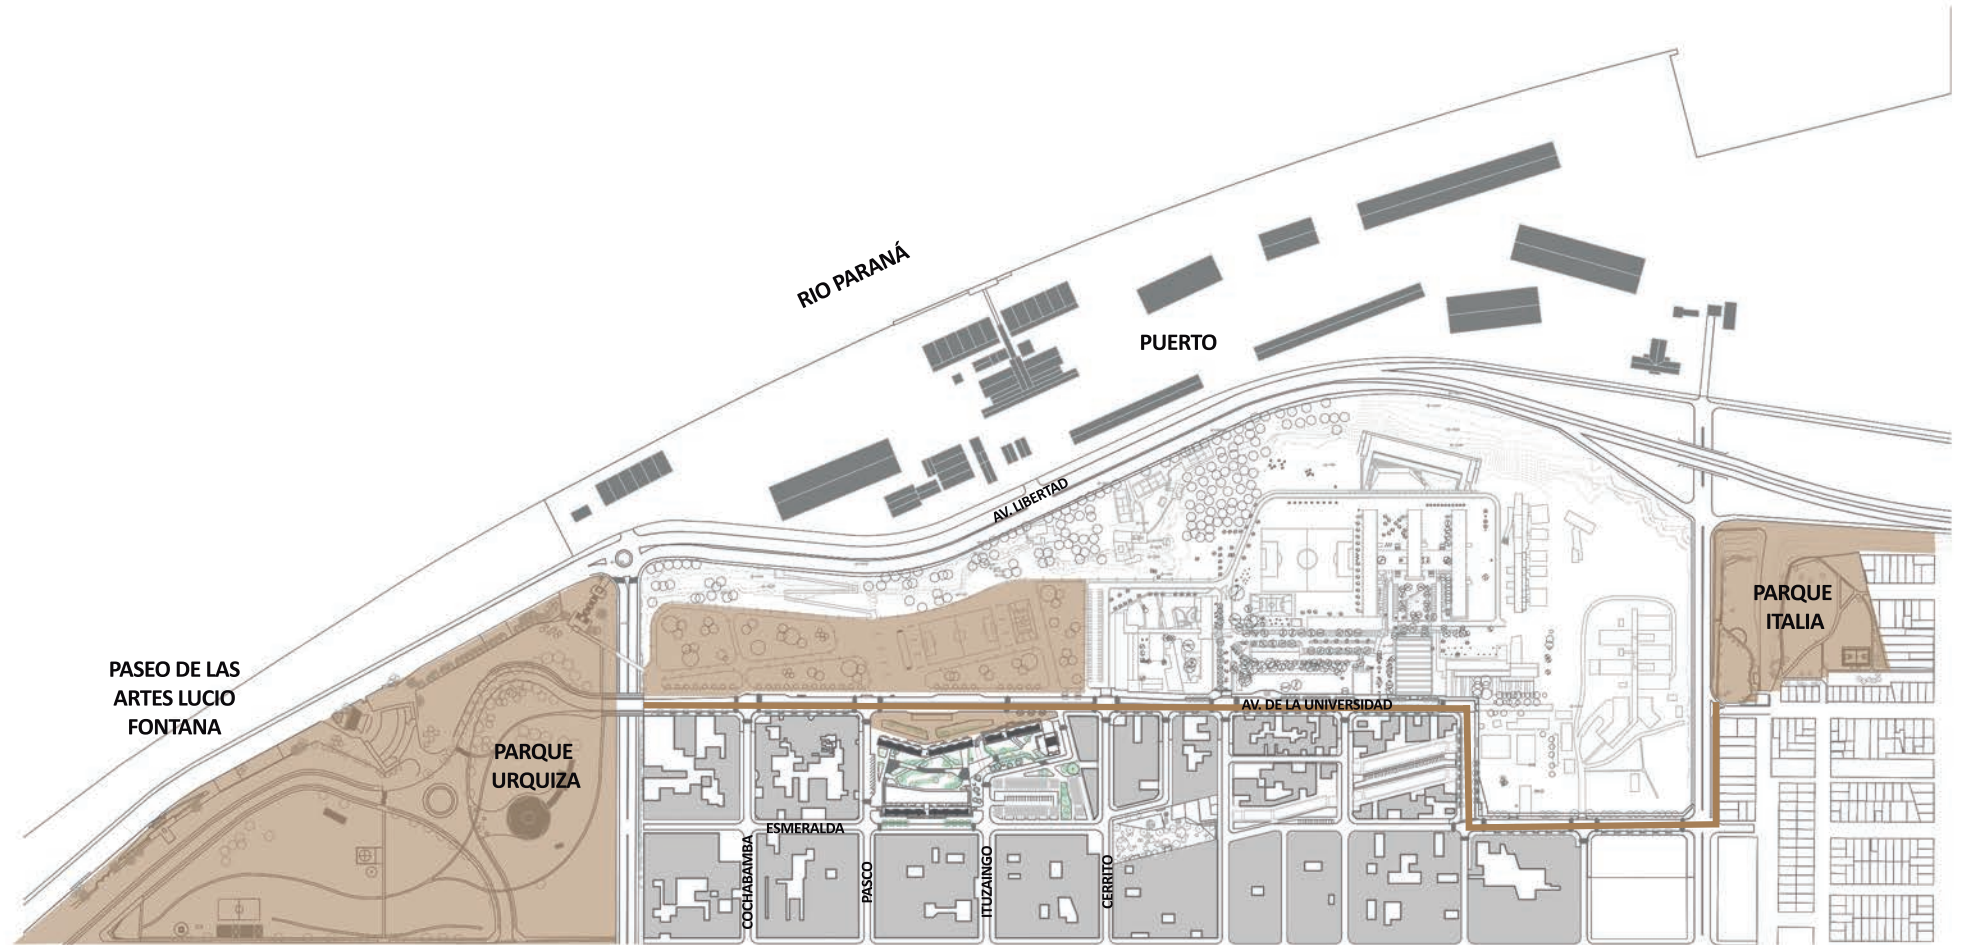 RIO PARANÁ
PUERTO
AV. LIBERTAD
PARQUE
ITALIA
PASEO DE LAS
ARTES LUCIO
FONTANA
AV. DE LA UNIVERSIDAD
PARQUE
URQUIZA
ESMERALDA
COCHABAMBA
PASCO
ITUZAINGO
CERRITO